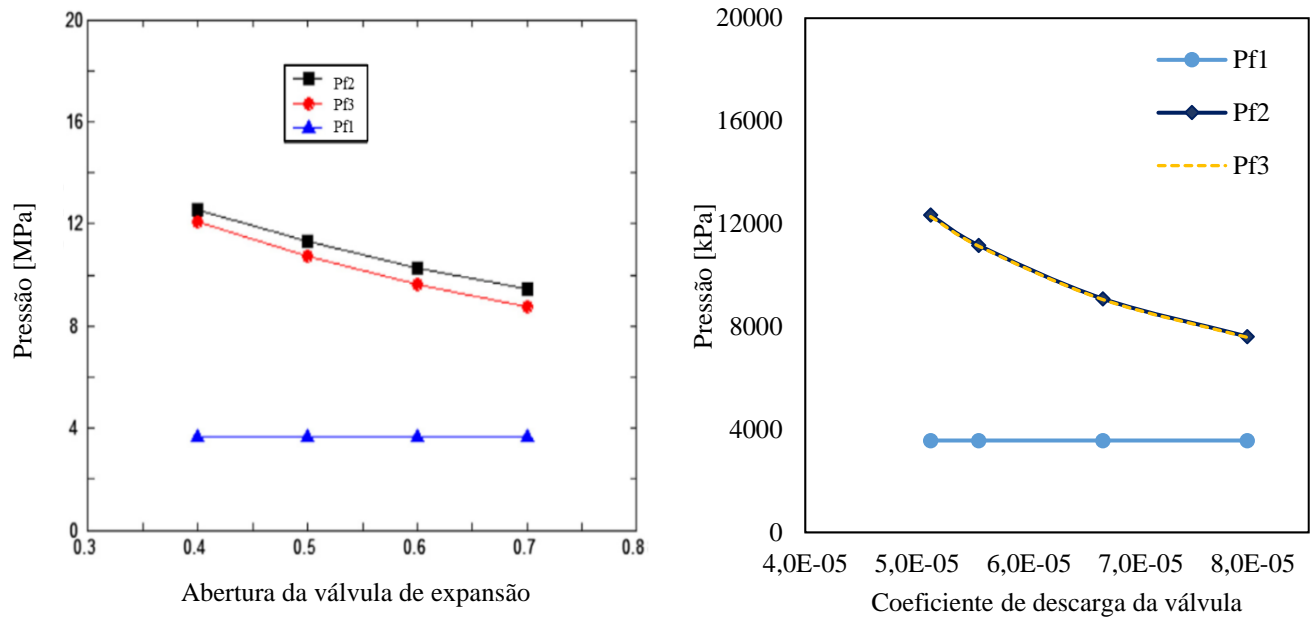 20
16
12
8
4
0
Pressão [MPa]
Pf2
Pf3
Pf1
0.3 0.4 0.5 0.6 0.7 0.8
Abertura da válvula de expansão
20000
16000
12000
8000
4000
0
Pressão [kPa]
Pf1
Pf2
Pf3
4,0E-05 5,0E-05 6,0E-05 7,0E-05 8,0E-05
Coeficiente de descarga da válvula